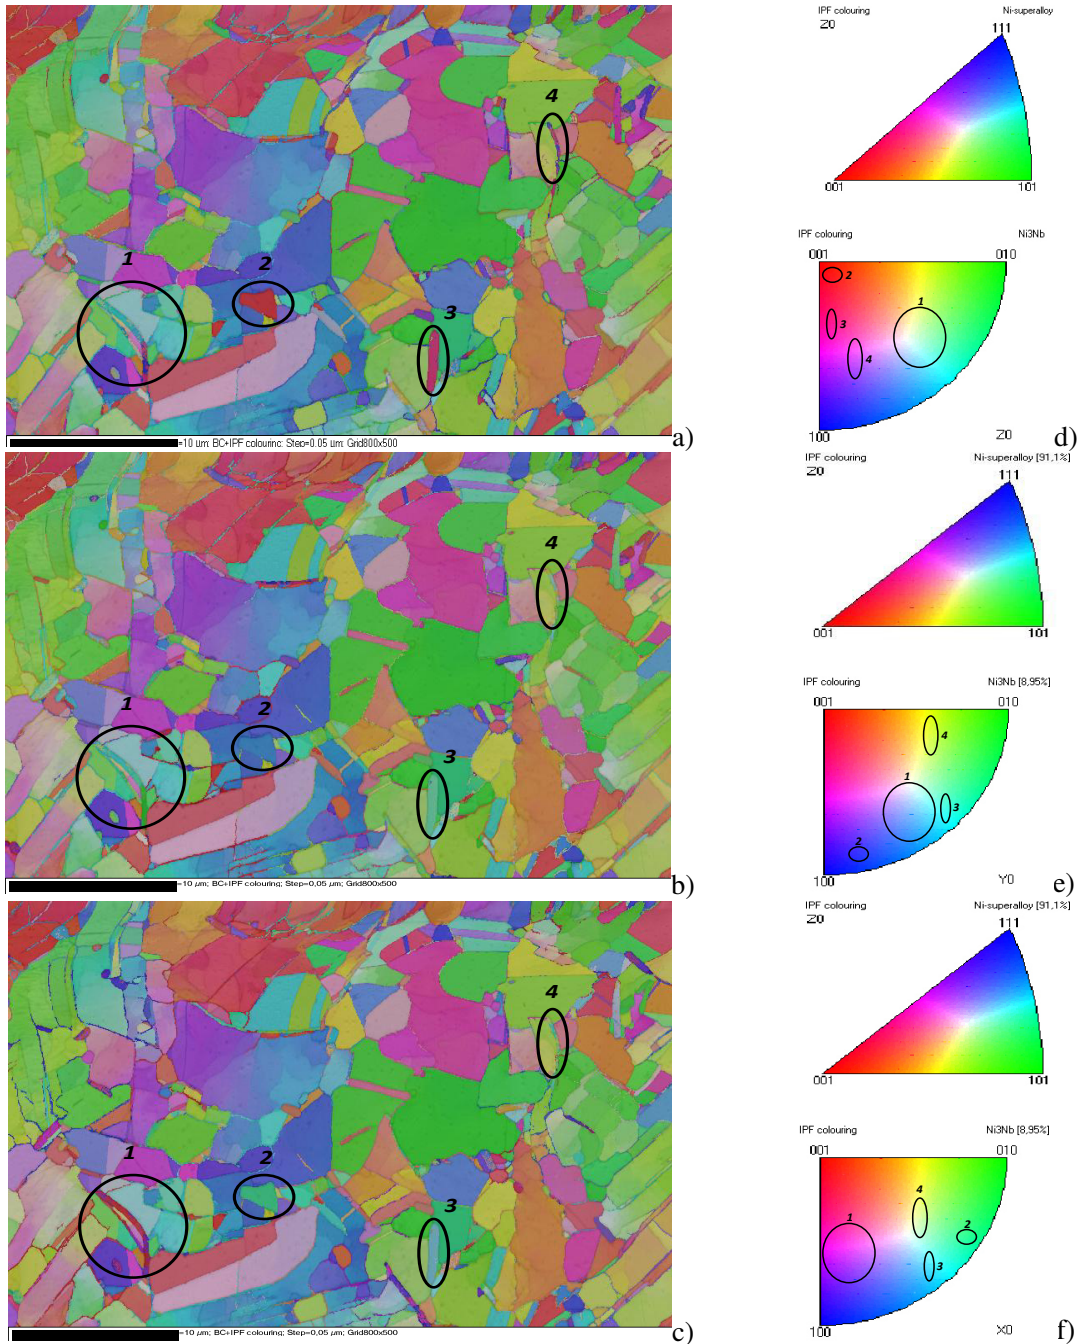 IPF colouring Ni-superalloy
Z0
111
001 101
IPF colouring Ni3Nb
001 010
2
1
3
4
100
Z0
d)
4
1
2
3
=10 µm; BC+IPF colouring; Step=0.05 µm; Grid800x500
a)
IPF colouring Ni-superalloy [91,1%]
Z0
111
001 101
IPF colouring Ni3Nb [8,95%]
001 010
4
1
3
2
100
Y0
e)
4
1
2
3
=10 µm; BC+IPF colouring; Step=0,05 µm; Grid800x500
b)
IPF colouring Ni-superalloy [91,1%]
Z0
111
001 101
IPF colouring Ni3Nb [8,95%]
001 010
4
1
2
3
100
X0
f)
4
1
2
3
=10 µm; BC+IPF colouring; Step=0,05 µm; Grid800x500
c)